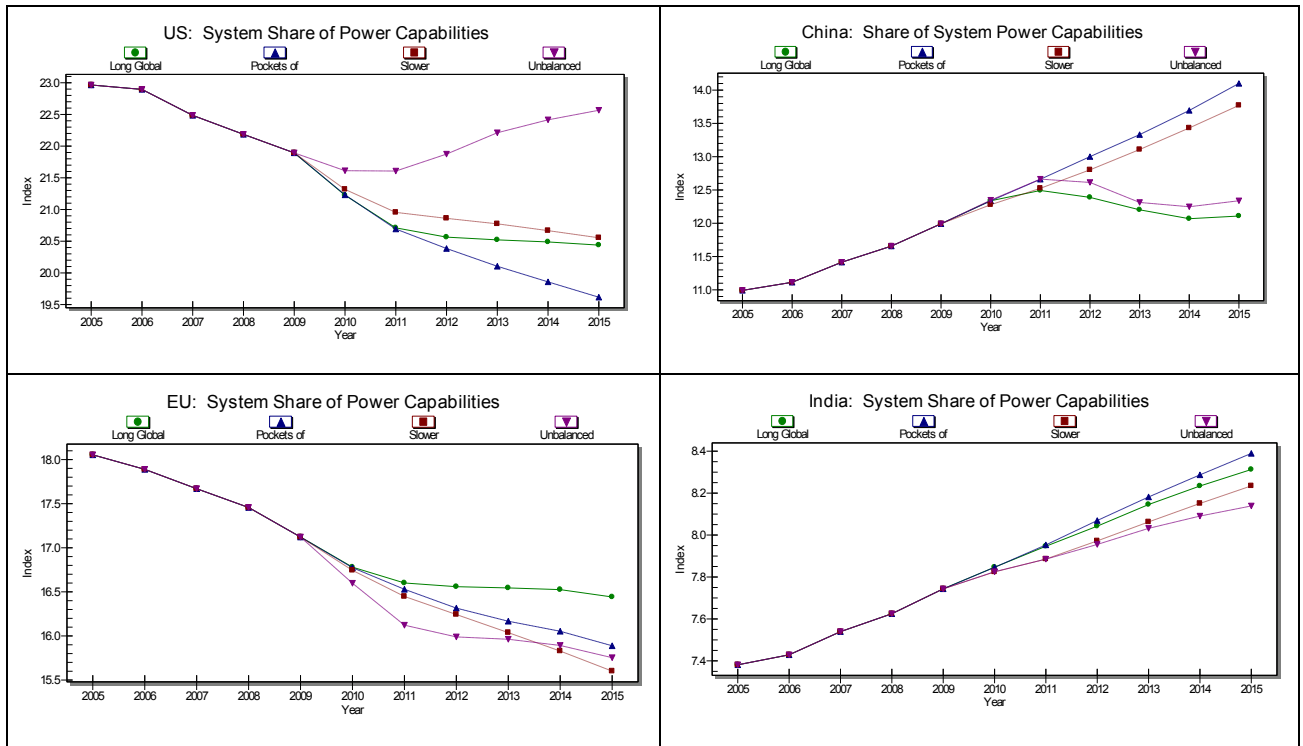 US: System Share of Power Capabilities
Long Global Pockets of Slower Unbalanced
23.0
22.5
22.0
21.5
21.0
20.5
20.0
19.5
Index
2005 2006 2007 2008 2009 2010 2011 2012 2013 2014 2015
Year
China: Share of System Power Capabilities
Long Global Pockets of Slower Unbalanced
14.0
13.5
13.0
12.5
12.0
11.5
11.0
Index
2005 2006 2007 2008 2009 2010 2011 2012 2013 2014 2015
Year
EU: System Share of Power Capabilities
Long Global Pockets of Slower Unbalanced
18.0
17.5
17.0
16.5
16.0
15.5
Index
2005 2006 2007 2008 2009 2010 2011 2012 2013 2014 2015
Year
India: System Share of Power Capabilities
Long Global Pockets of Slower Unbalanced
8.4
8.2
8.0
7.8
7.6
7.4
Index
2005 2006 2007 2008 2009 2010 2011 2012 2013 2014 2015
Year